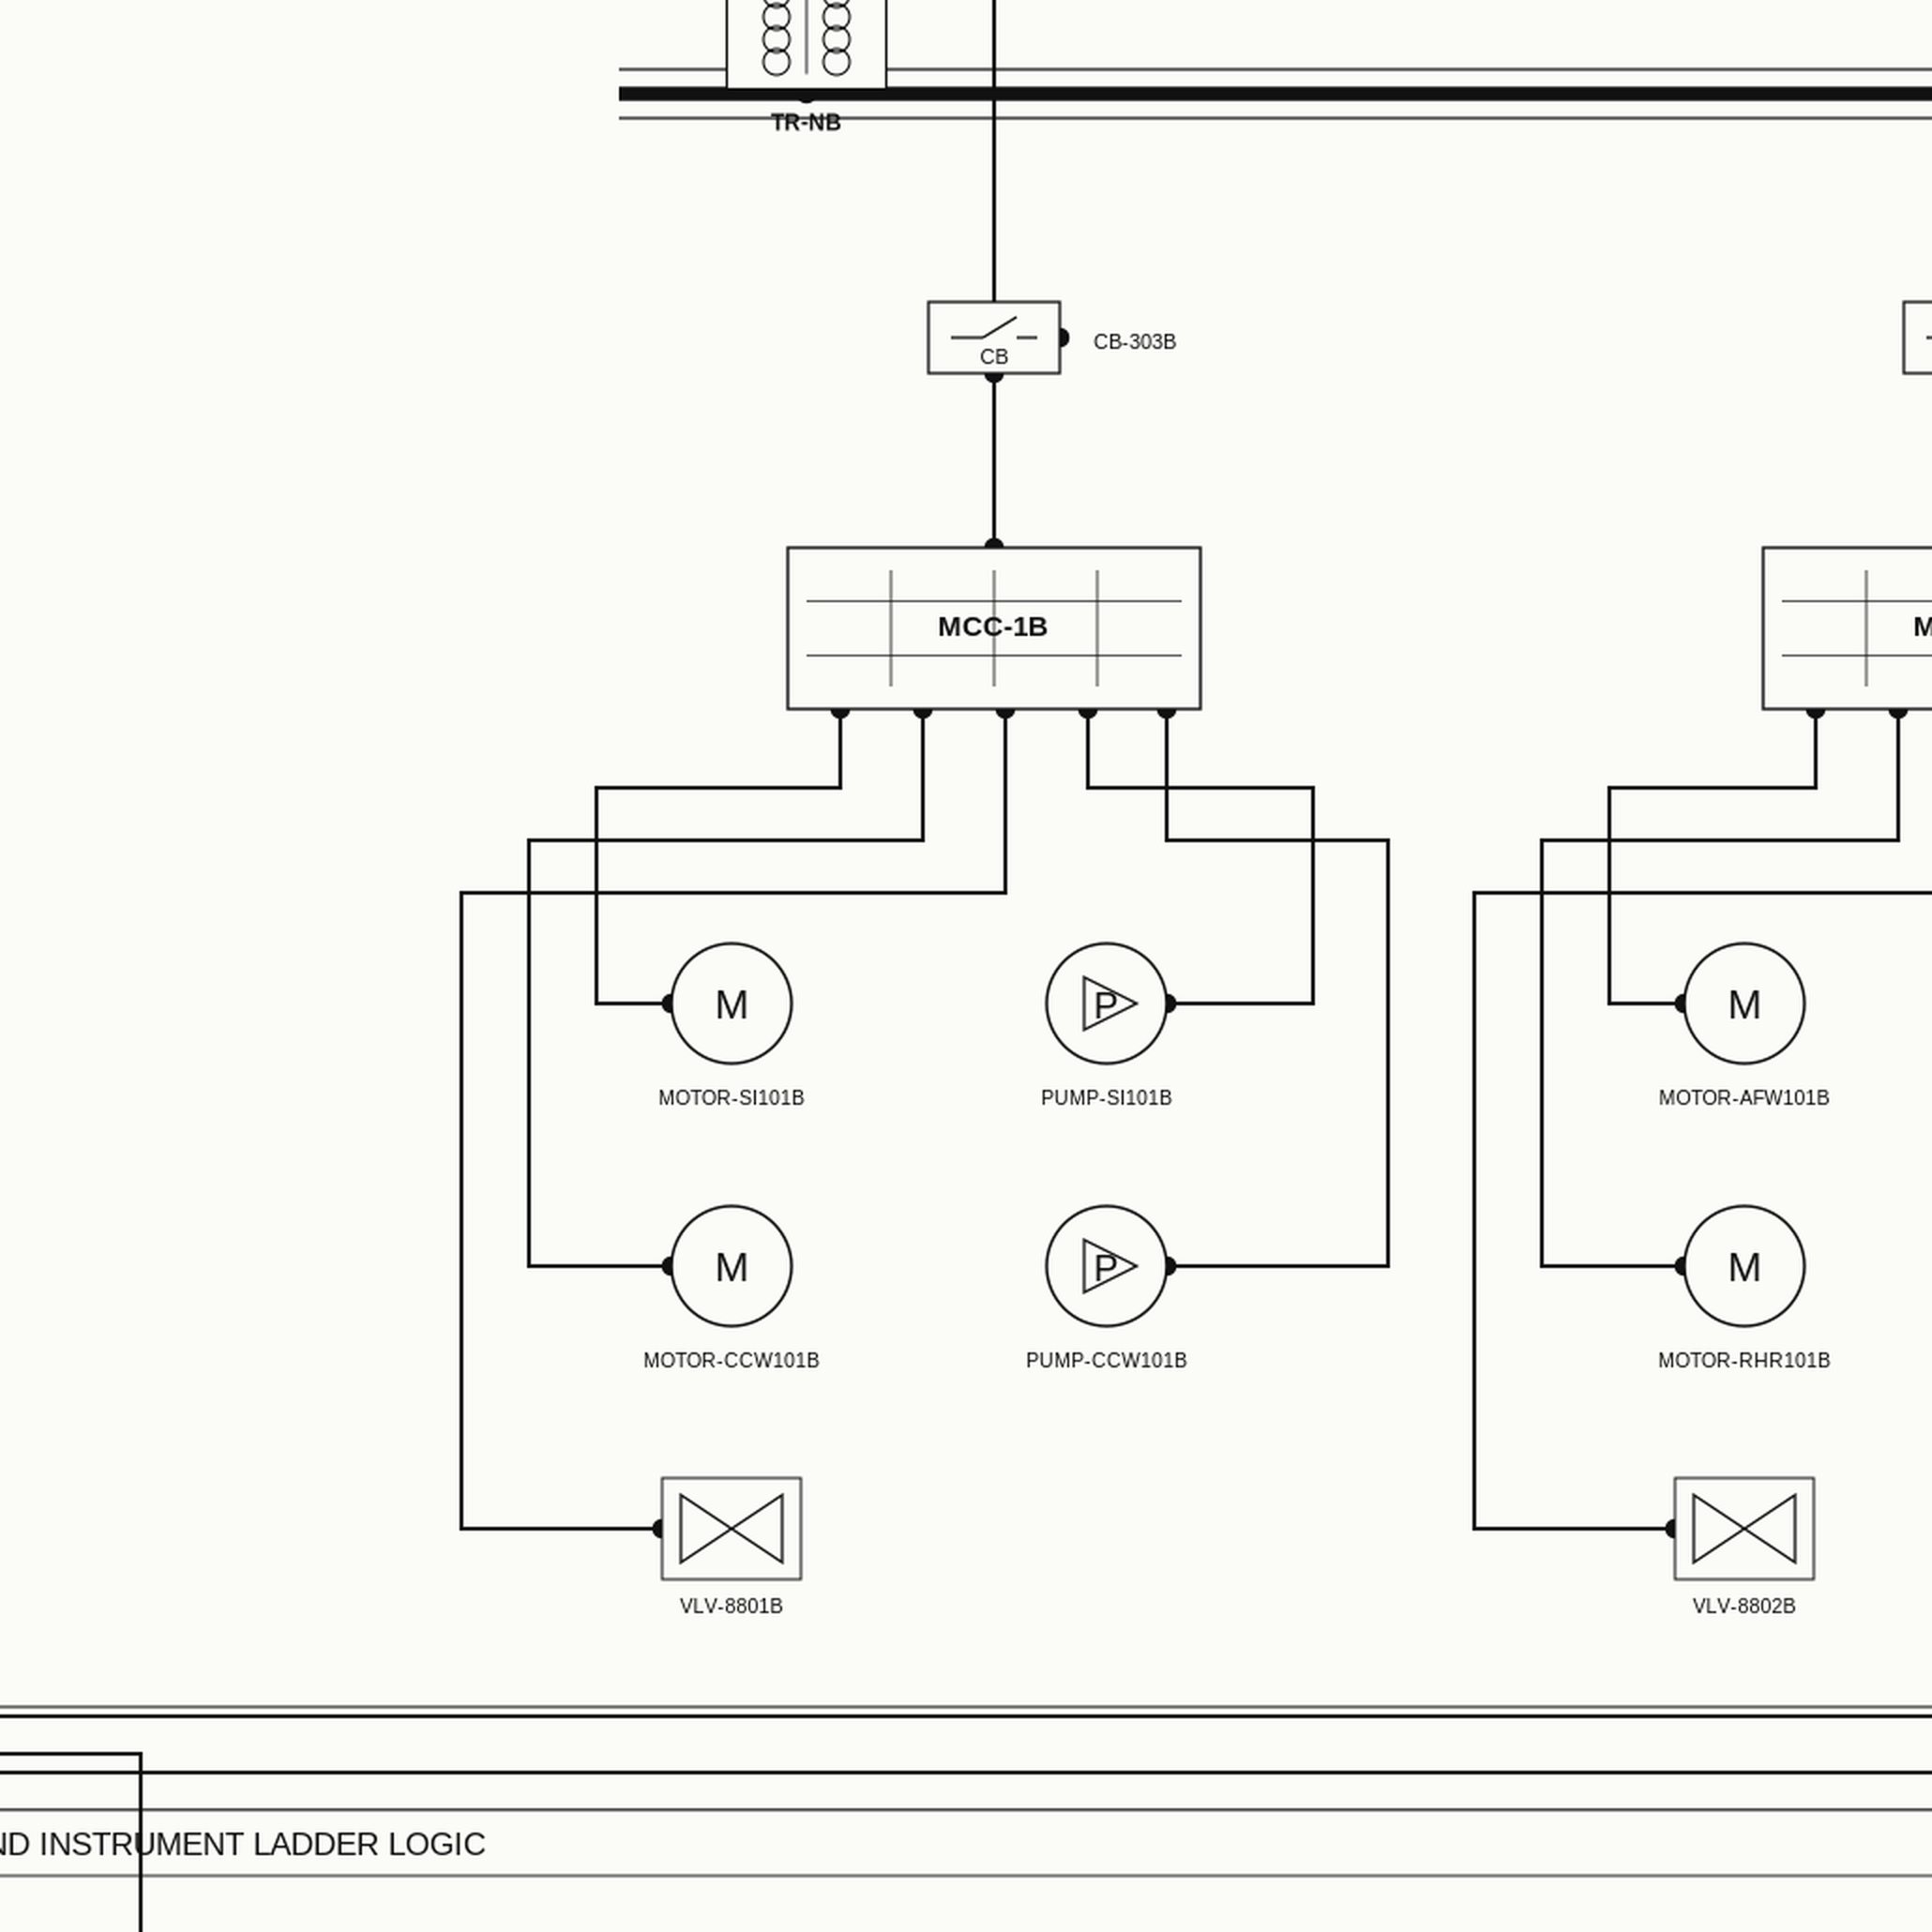 TR-NB
CB
CB-303B
MCC-1B
M
P
M
MOTOR-SI101B
PUMP-SI101B
MOTOR-AFW101B
M
P
M
MOTOR-CCW101B
PUMP-CCW101B
MOTOR-RHR101B
VLV-8801B
VLV-8802B
INSTRUMENT LADDER LOGIC